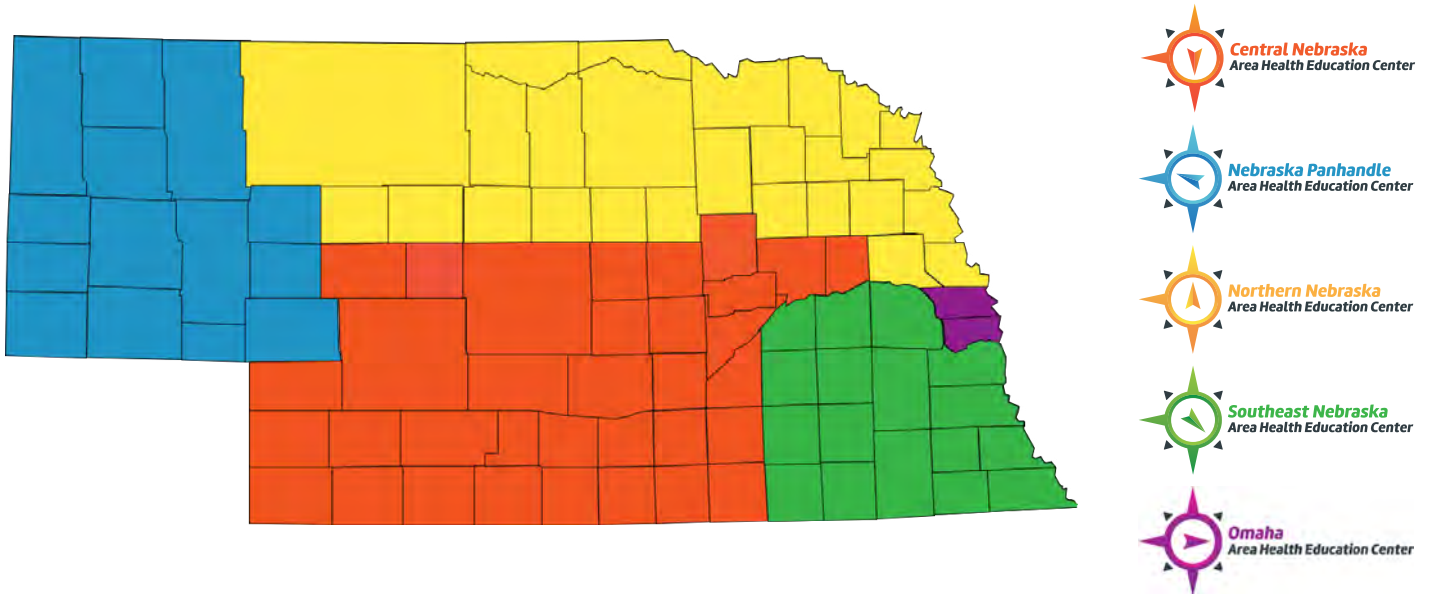 Central Nebraska
Area Health Education Center
Nebraska Panhandle
Area Health Education Center
Northern Nebraska
Area Health Education Center
Southeast Nebraska
Area Health Education Center
Omaha
Area Health Education Center